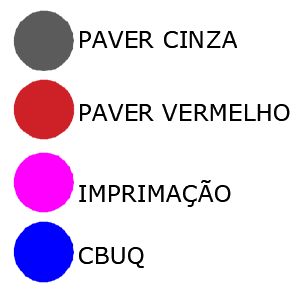 PAVER CINZA
PAVER VERMELHO
IMPRIMAÇÃO
CBUQ